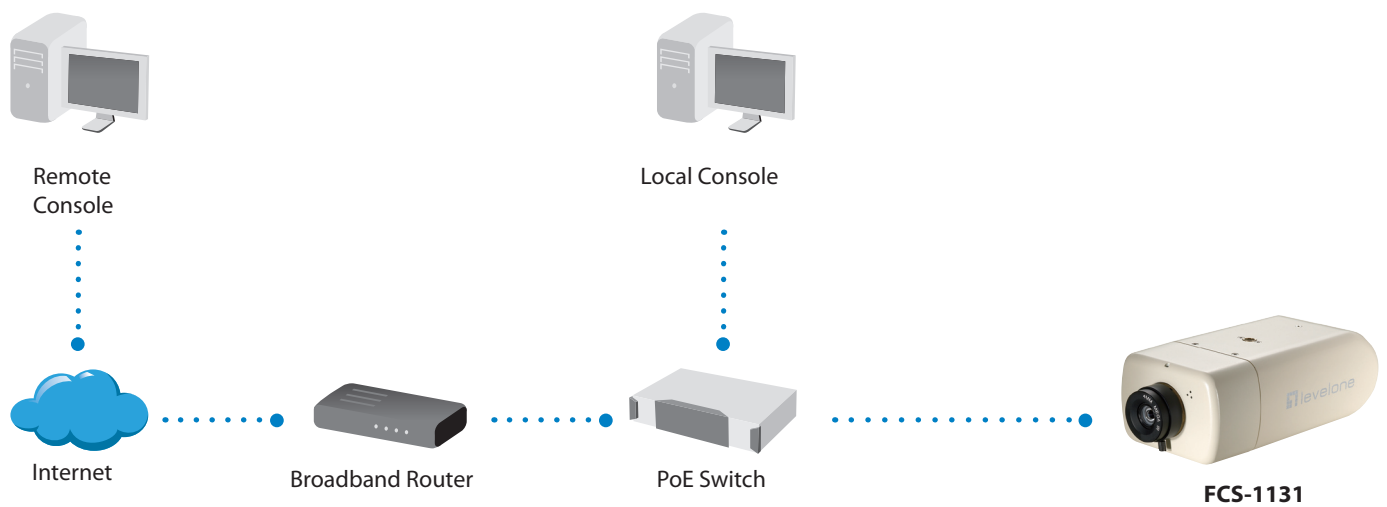 Remote
Console
Local Console
levelone
Internet
Broadband Router
PoE Switch
FCS-1131